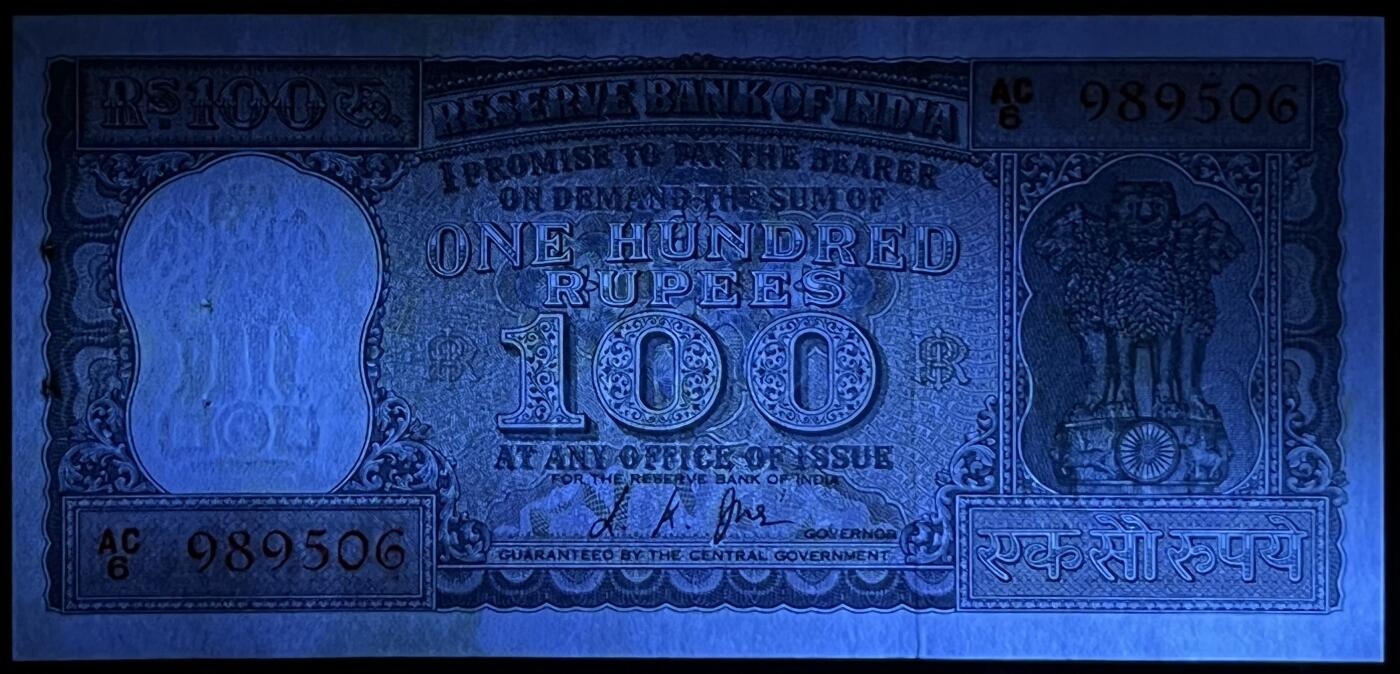 RS 100 रु.
RESERVE BANK OF INDIA
AC
6 989506
I PROMISE TO PAY THE BEARER
ON DEMAND THE SUM OF
ONE HUNDRED
RUPEES
100
AT ANY OFFICE OF ISSUE
FOR THE RESERVE BANK OF INDIA
GOVERNOR
GUARANTEED BY THE CENTRAL GOVERNMENT
AC
6 989506
एक सौ रुपये